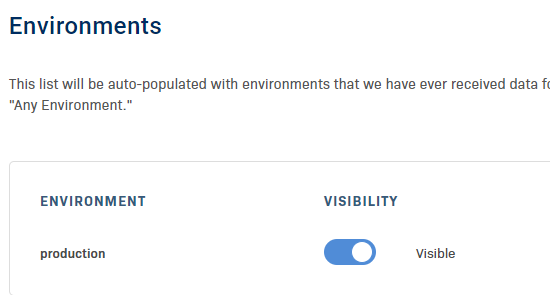 Environments
This list will be auto-populated with environments that we have ever received data
"Any Environment."
ENVIRONMENT VISIBILITY
production Visible